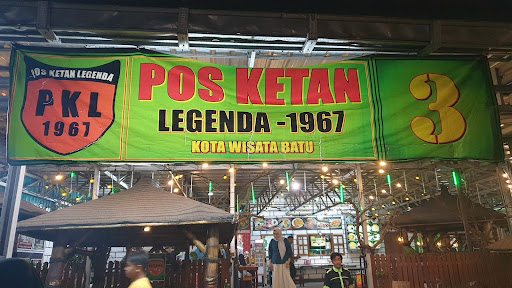 POS KETAN LEGENDA
PKL
1967
POS KETAN
LEGENDA -1967
KOTA WISATA BATU
3